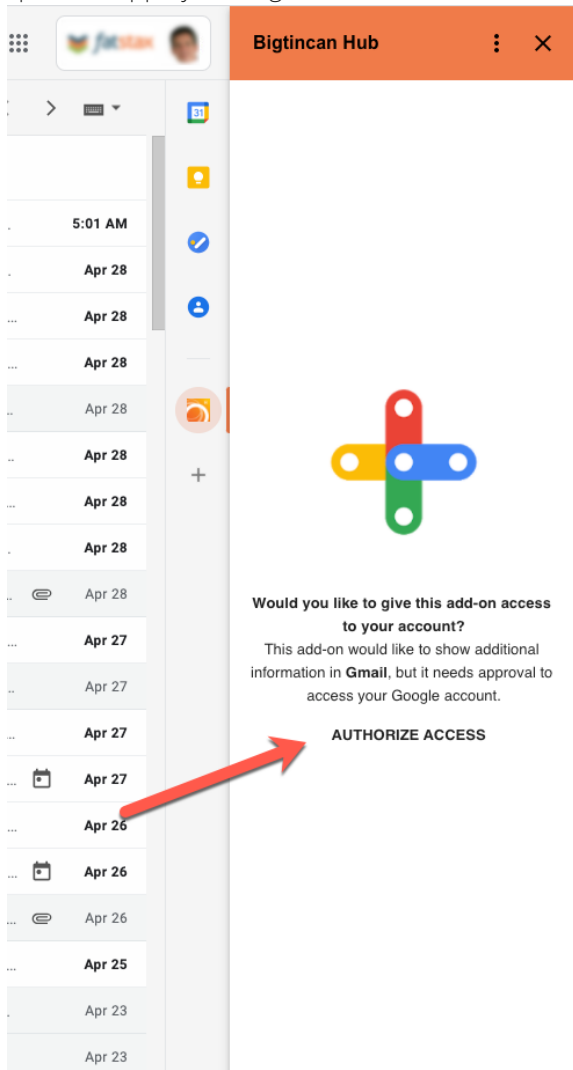 Bigtincan Hub
31
5:01 AM
Apr 28
Apr 28
Apr 28
Apr 28
Apr 28
Apr 28
Apr 28
Apr 28
Apr 27
Apr 27
Apr 27
Apr 27
Apr 26
Apr 26
Apr 26
Apr 25
Apr 23
Apr 23
Would you like to give this add-on access
to your account?
This add-on would like to show additional
information in Gmail, but it needs approval to
access your Google account.
AUTHORIZE ACCESS